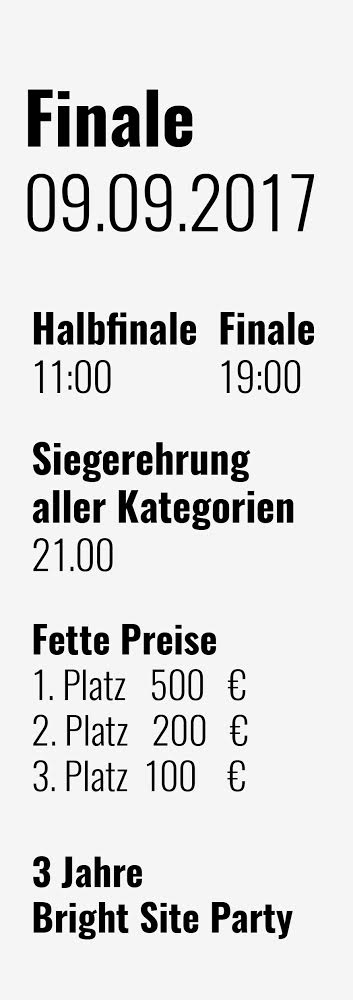 Finale
09.09.2017
Halbfinale Finale
11:00 19:00
Siegerehrung
aller Kategorien
21.00
Fette Preise
1. Platz 500 €
2. Platz 200 €
3. Platz 100 €
3 Jahre
Bright Site Party